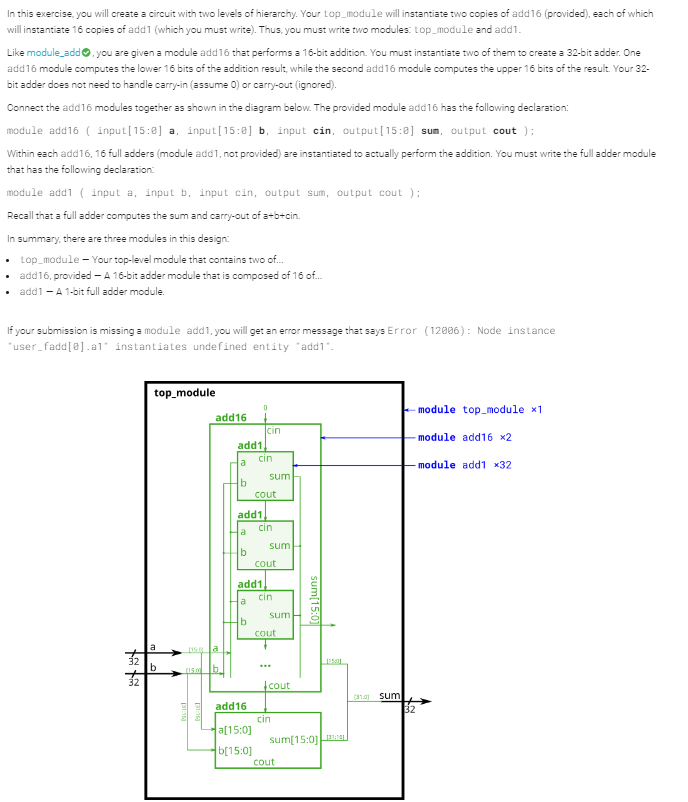 In this exercise, you will create a circuit with two levels of hierarchy. Your top_module will instantiate two copies of add16 (provided), each of which
will instantiate 16 copies of add1 (which you must write). Thus, you must write two modules: top_module and add1.
Like module_add, you are given a module add16 that performs a 16-bit addition. You must instantiate two of them to create a 32-bit adder. One
add16 module computes the lower 16 bits of the addition result, while the second add16 module computes the upper 16 bits of the result. Your 32-
bit adder does not need to handle carry-in (assume 0) or carry-out (ignored).
Connect the add16 modules together as shown in the diagram below. The provided module add16 has the following declaration:
module add16 ( input[15:0] a, input[15:0] b, input cin, output[15:0] sum, output cout );
Within each add16, 16 full adders (module add1, not provided) are instantiated to actually perform the addition. You must write the full adder module
that has the following declaration:
module add1 ( input a, input b, input cin, output sum, output cout );
Recall that a full adder computes the sum and carry-out of a+b+cin.
In summary, there are three modules in this design:
• top_module — Your top-level module that contains two of...
• add16, provided — A 16-bit adder module that is composed of 16 of...
• add1 — A 1-bit full adder module.
If your submission is missing a module add1, you will get an error message that says Error (12006): Node instance
"user_fadd[0].a1" instantiates undefined entity "add1".
top_module
module top_module ×1
0
add16
cin
module add16 ×2
add1
cin
a
module add1 ×32
sum
b
cout
add1
cin
a
sum
b
cout
add1
cin
a
sum
b
cout
sum[15:0]
a
[15:0]
a
32
b
[15:0]
b
32
...
[15:0]
cout
[31:16]
[31:16]
add16
cin
a[15:0]
sum[15:0]
[31:16]
b[15:0]
cout
[31:0]
sum
32